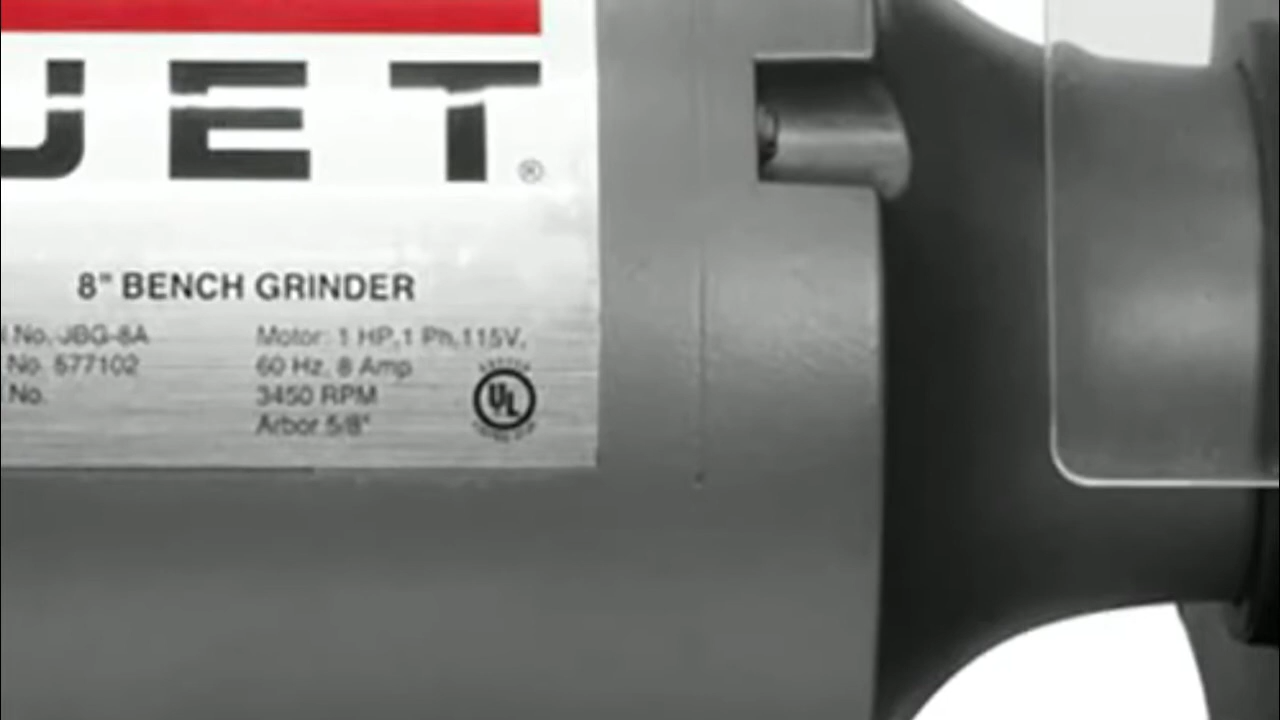 JET ®
8" BENCH GRINDER
No. JBG-8A
No. 577102
No.
Motor: 1 HP, 1 Ph, 115V,
60 Hz, 8 Amp
3450 RPM
Arbor 5/8"
UL